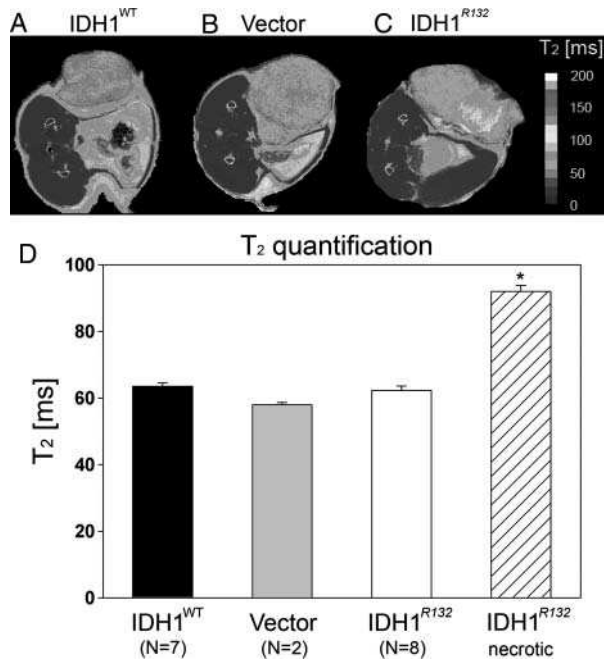 A IDH1WT B Vector C IDH1R132
T2 [ms]
200
150
100
50
0
D T2 quantification
100
80
60
40
20
0
T2 [ms]
*
IDH1WT Vector IDH1R132 IDH1R132
(N=7) (N=2) (N=8) necrotic